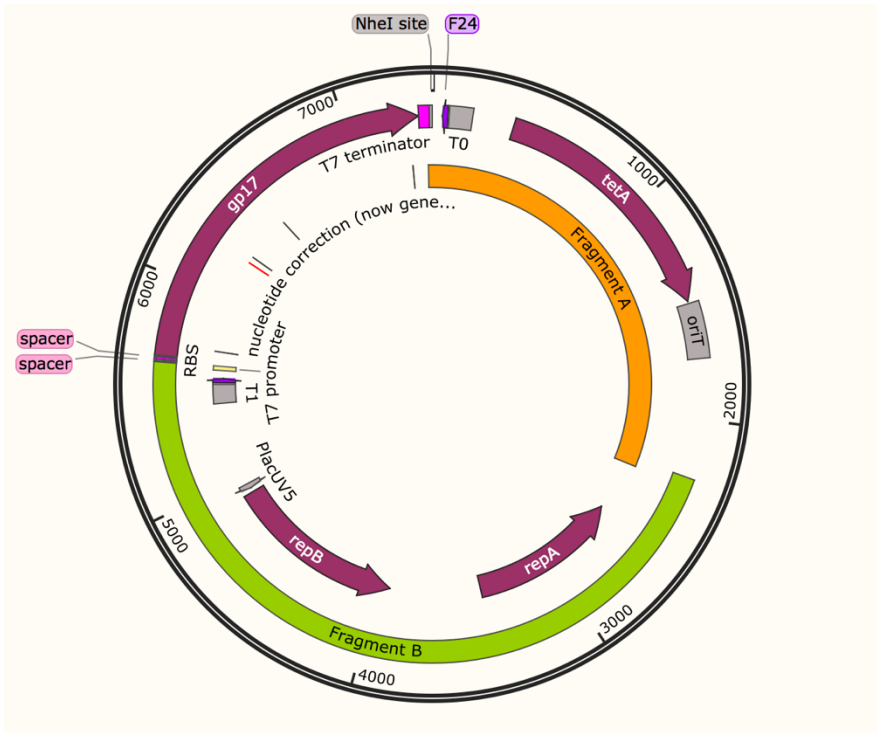 NheI site
F24
7000
T7 terminator
T0
1000
gp17
tetA
nucleotide correction (now gene...
Fragment A
6000
oriT
spacer
spacer
RBS
T7 promoter
T1
2000
PlacUV5
5000
repB
repA
3000
Fragment B
4000